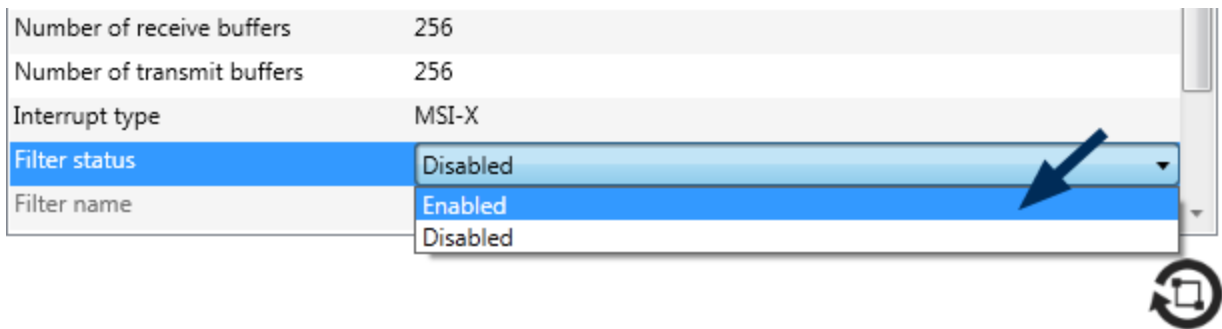 Number of receive buffers 256
Number of transmit buffers 256
Interrupt type MSI-X
Filter status Disabled
Filter name Enabled
Disabled